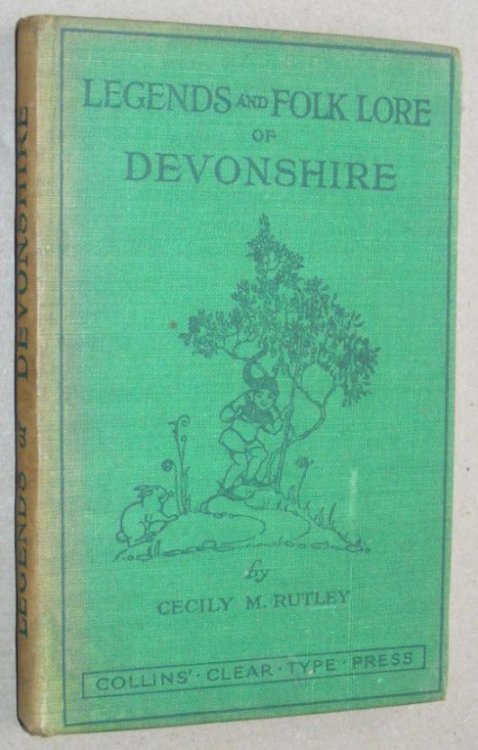 LEGENDS AND FOLK LORE
OF
DEVONSHIRE
by
CECILY M. RUTLEY
COLLINS' · CLEAR · TYPE · PRESS
LEGENDS of DEVONSHIRE